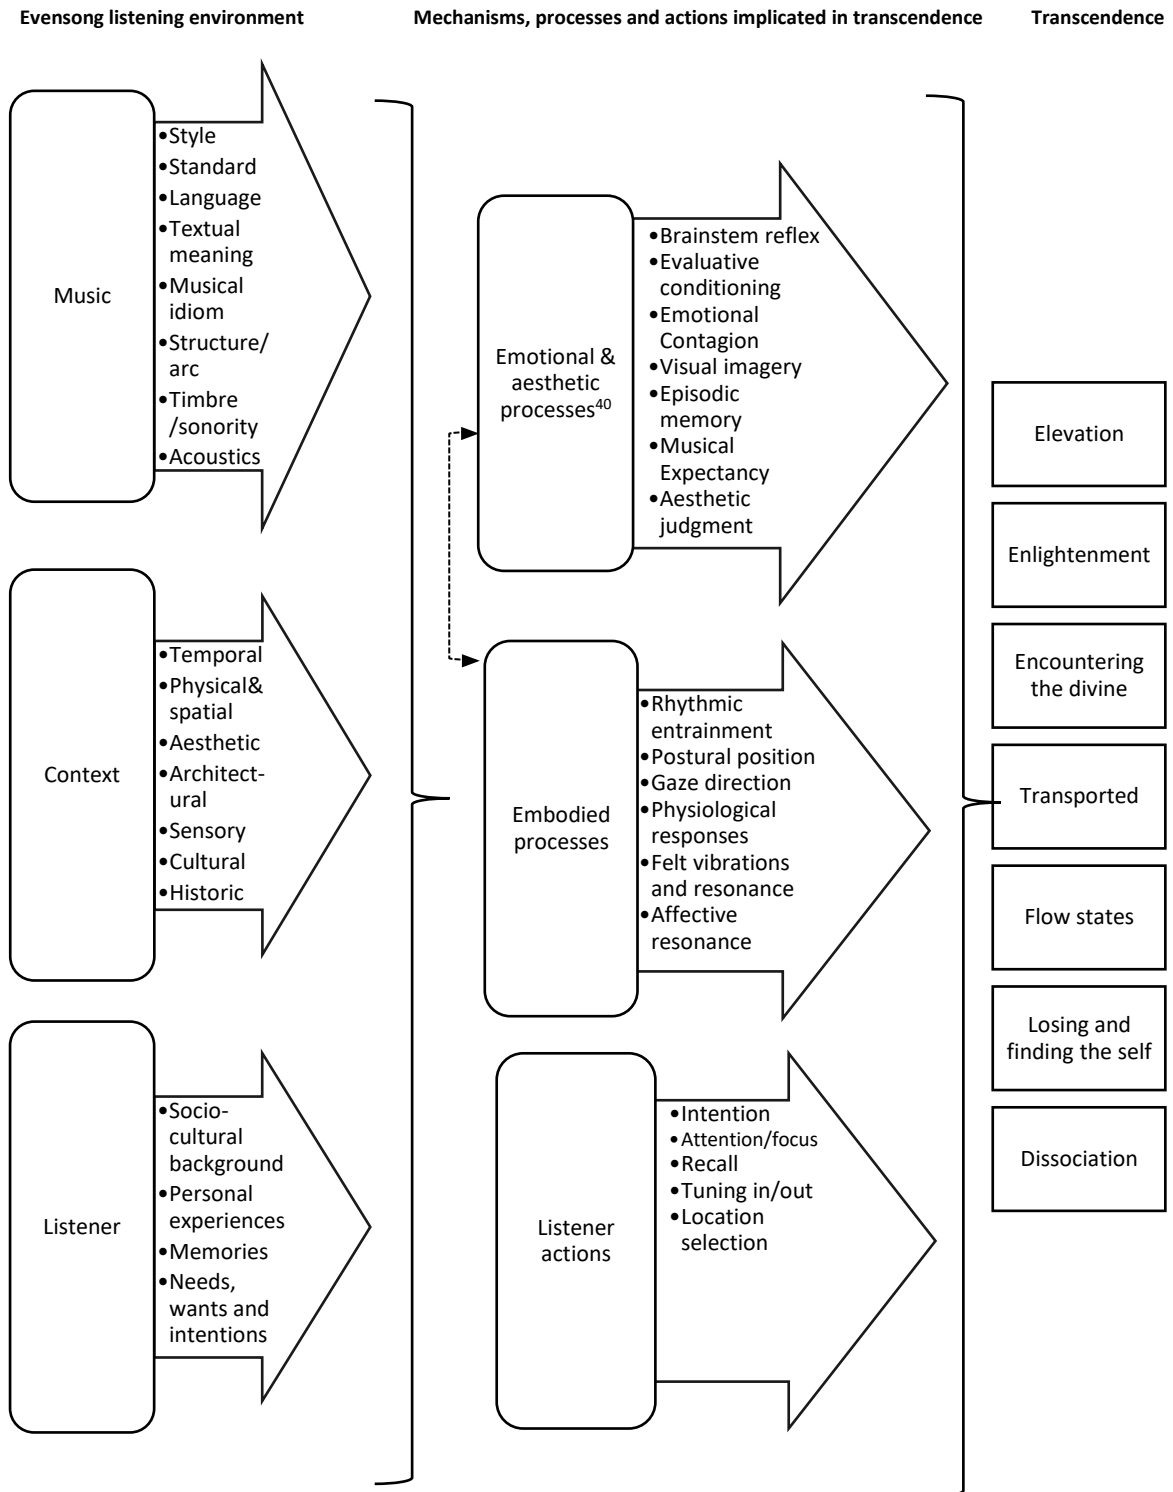 Evensong listening environment
Mechanisms, processes and actions implicated in transcendence
Transcendence
Music
•Style
•Standard
•Language
•Textual
meaning
•Musical
idiom
•Structure/
arc
•Timbre
/sonority
•Acoustics
Context
•Temporal
•Physical&
spatial
•Aesthetic
•Architect-
ural
•Sensory
•Cultural
•Historic
Listener
•Socio-
cultural
background
•Personal
experiences
•Memories
•Needs,
wants and
intentions
Emotional &
aesthetic
processes40
•Brainstem reflex
•Evaluative
conditioning
•Emotional
Contagion
•Visual imagery
•Episodic
memory
•Musical
Expectancy
•Aesthetic
judgment
Embodied
processes
•Rhythmic
entrainment
•Postural position
•Gaze direction
•Physiological
responses
•Felt vibrations
and resonance
•Affective
resonance
Listener
actions
•Intention
•Attention/focus
•Recall
•Tuning in/out
•Location
selection
Elevation
Enlightenment
Encountering
the divine
Transported
Flow states
Losing and
finding the self
Dissociation